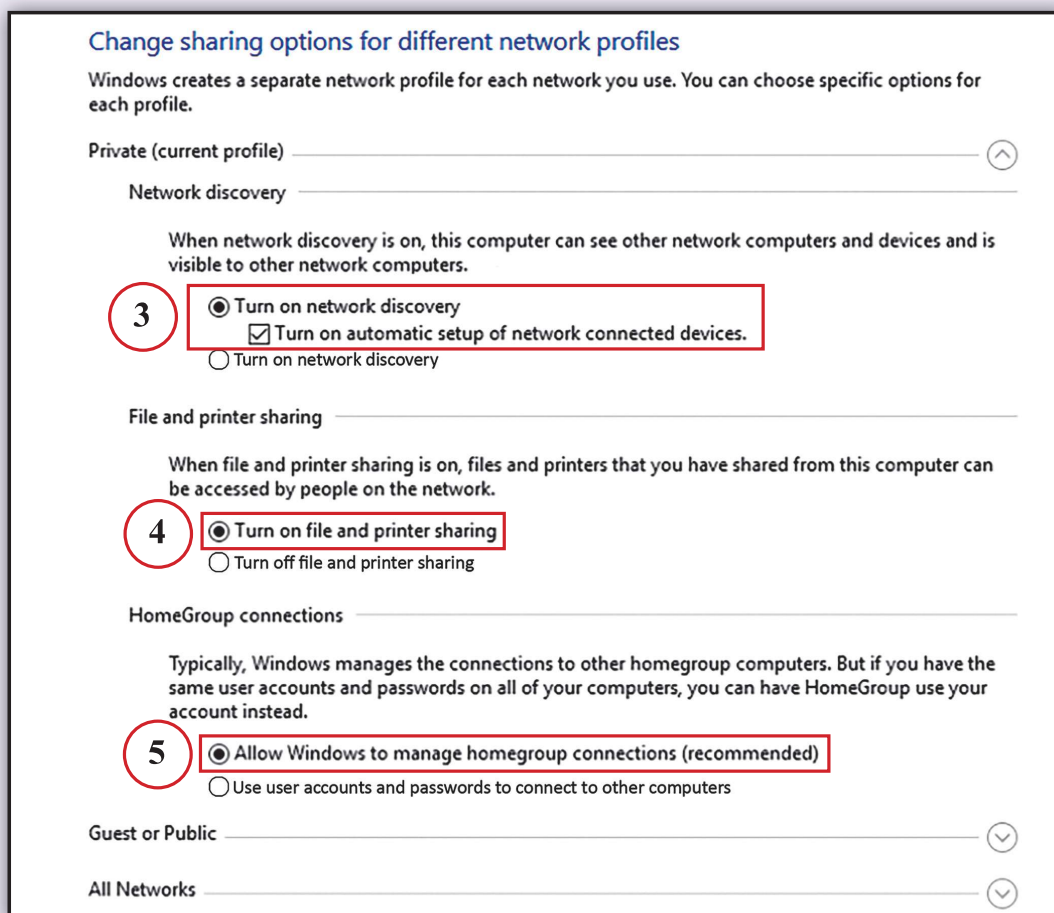 Change sharing options for different network profiles
Windows creates a separate network profile for each network you use. You can choose specific options for
each profile.
Private (current profile)
Network discovery
When network discovery is on, this computer can see other network computers and devices and is
visible to other network computers.
3
Turn on network discovery
Turn on automatic setup of network connected devices.
Turn on network discovery
File and printer sharing
When file and printer sharing is on, files and printers that you have shared from this computer can
be accessed by people on the network.
4
Turn on file and printer sharing
Turn off file and printer sharing
HomeGroup connections
Typically, Windows manages the connections to other homegroup computers. But if you have the
same user accounts and passwords on all of your computers, you can have HomeGroup use your
account instead.
5
Allow Windows to manage homegroup connections (recommended)
Use user accounts and passwords to connect to other computers
Guest or Public
All Networks